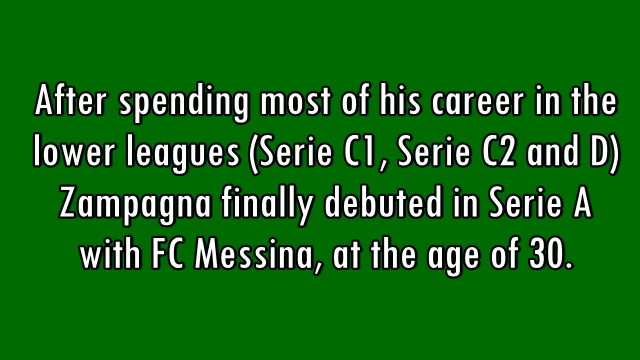 After spending most of his career in the
lower leagues (Serie C1, Serie C2 and D)
Zampagna finally debuted in Serie A
with FC Messina, at the age of 30.